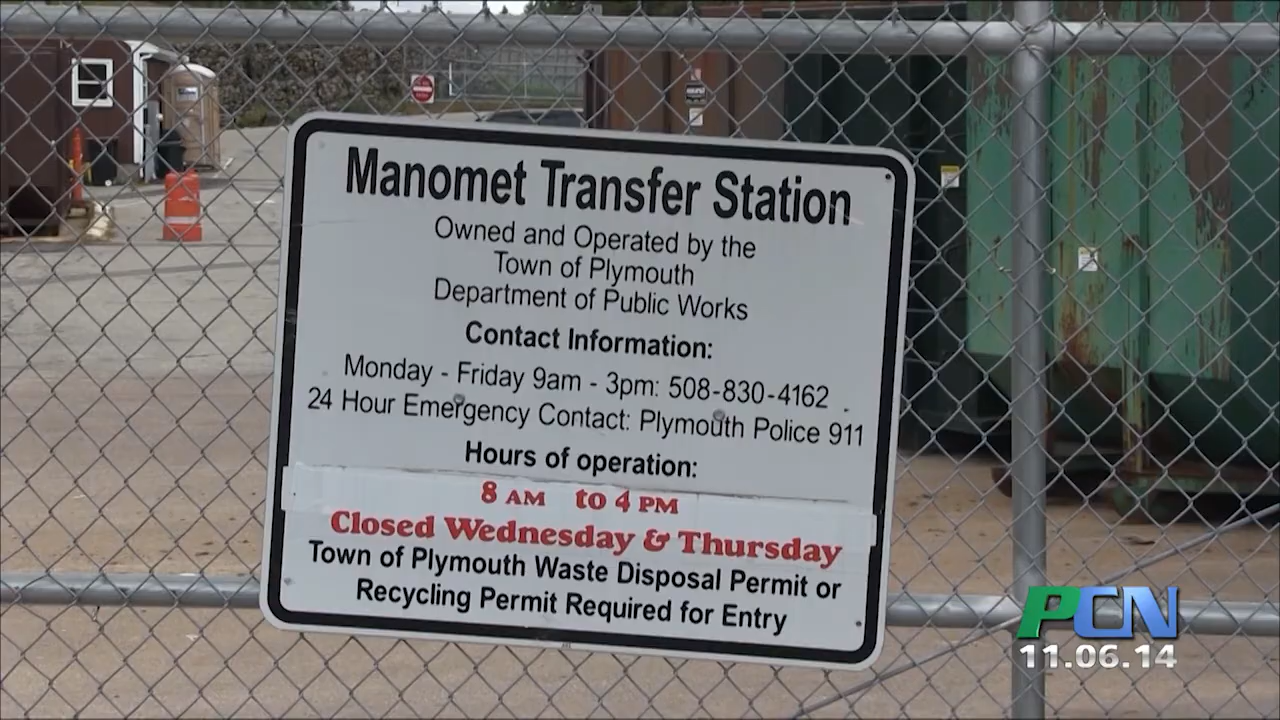 Manomet Transfer Station
Owned and Operated by the
Town of Plymouth
Department of Public Works
Contact Information:
Monday - Friday 9am - 3pm: 508-830-4162
24 Hour Emergency Contact: Plymouth Police 911
Hours of operation:
8 AM to 4 PM
Closed Wednesday & Thursday
Town of Plymouth Waste Disposal Permit or
Recycling Permit Required for Entry
PCN
11.06.14